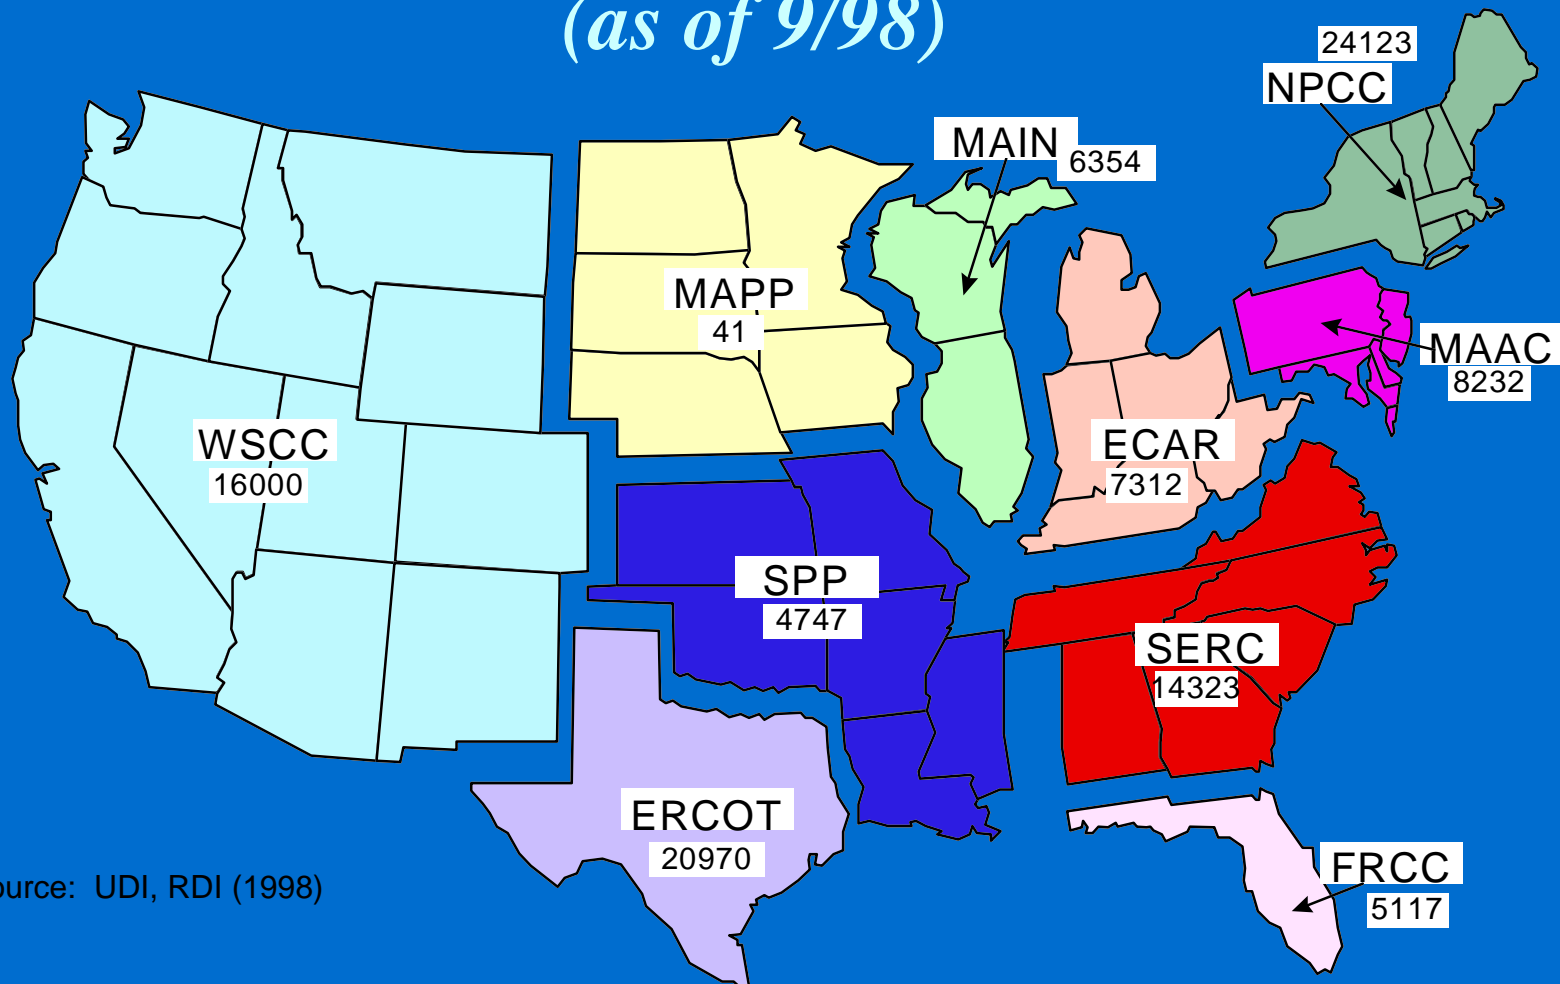 (as of 9/98)
24123
NPCC
MAIN
6354
MAPP
41
MAAC
8232
WSCC
16000
ECAR
7312
SPP
4747
SERC
14323
ERCOT
20970
FRCC
5117
ource: UDI, RDI (1998)